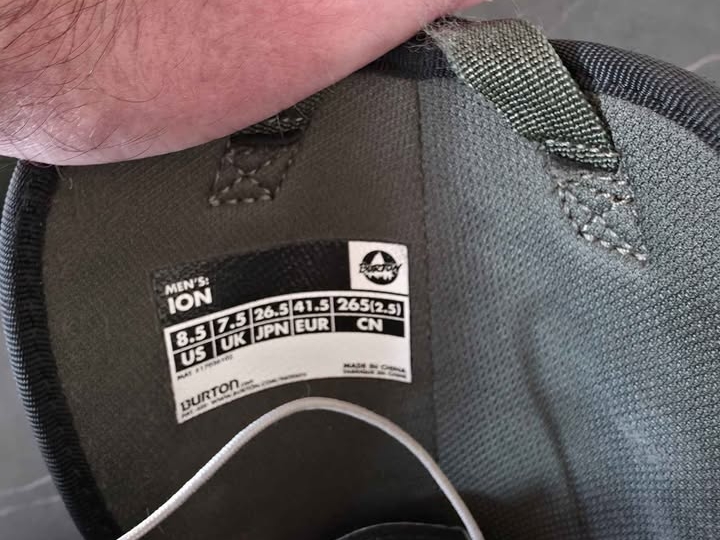 MEN'S:
ION
BURTON
8.5 7.5 26.5 41.5 265(2.5)
US UK JPN EUR CN
MADE IN CHINA
BURTON.com